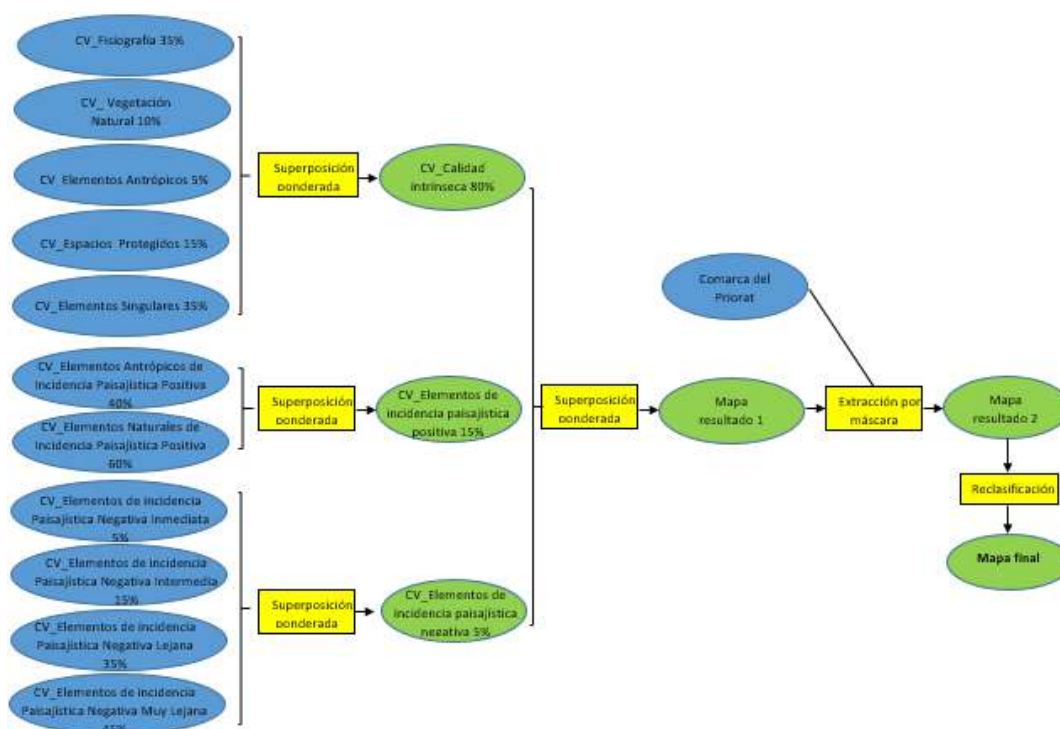 CV_Fisiografía 35%
CV_ Vegetación
Natural 10%
CV Elementos Antrópicos 5%
CV_Espacios Protegidos 15%
CV_Elementos Singulares 35%
Superposición
ponderada
CV_Calidad
intrínseca 80%
CV_Elementos Antrópicos de
Incidencia Paisajística Positiva
40%
CV_Elementos Naturales de
Incidencia Paisajística Positiva
60%
Superposición
ponderada
CV_Elementos de
incidencia paisajística
positiva 15%
CV_Elementos de incidencia
Paisajística Negativa Inmediata
5%
CV_Elementos de incidencia
Paisajística Negativa Intermedia
15%
CV_Elementos de incidencia
Paisajística Negativa Lejana
35%
CV_Elementos de incidencia
Paisajística Negativa Muy Lejana
Superposición
ponderada
CV_Elementos de
incidencia paisajística
negativa 5%
Superposición
ponderada
Mapa
resultado 1
Comarca del
Priorat
Extracción por
máscara
Mapa
resultado 2
Reclasificación
Mapa final